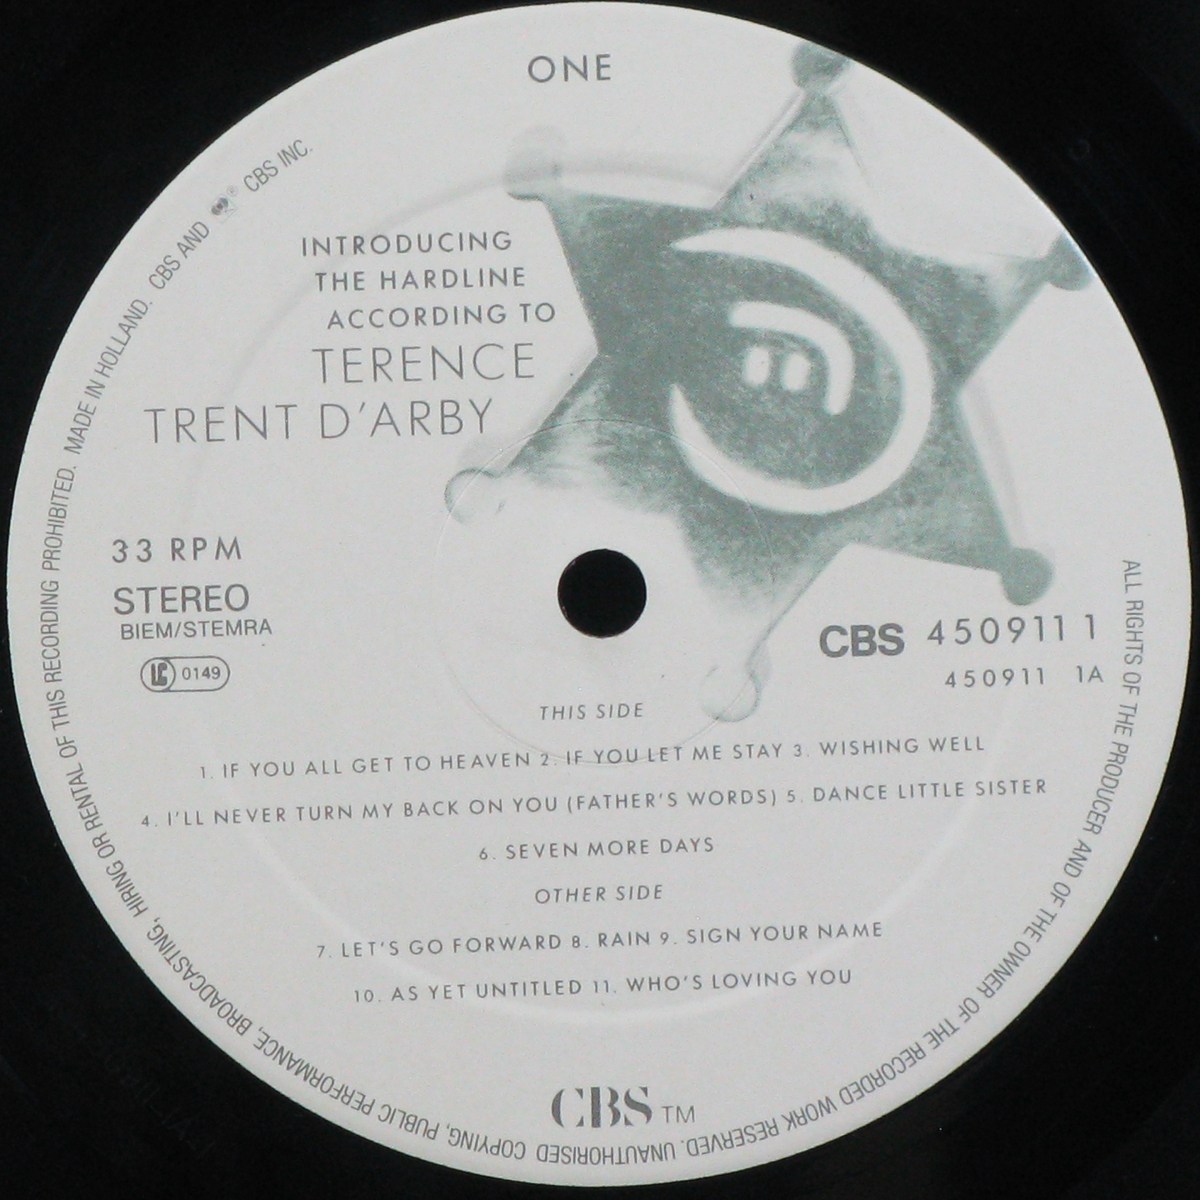 ONE
INTRODUCING
THE HARDLINE
ACCORDING TO
TERENCE
TRENT D'ARBY
33 RPM
STEREO
BIEM/STEMRA
LC 0149
CBS 450911 1
450911 1A
THIS SIDE
1. IF YOU ALL GET TO HEAVEN 2. IF YOU LET ME STAY 3. WISHING WELL
4. I'LL NEVER TURN MY BACK ON YOU (FATHER'S WORDS) 5. DANCE LITTLE SISTER
6. SEVEN MORE DAYS
OTHER SIDE
7. LET'S GO FORWARD 8. RAIN 9. SIGN YOUR NAME
10. AS YET UNTITLED 11. WHO'S LOVING YOU
CBS TM
ALL RIGHTS OF THE PRODUCER AND OF THE OWNER OF THE RECORDED WORK RESERVED. UNAUTHORISED COPYING, PUBLIC PERFORMANCE, BROADCASTING, HIRING OR RENTAL OF THIS RECORDING PROHIBITED. MADE IN HOLLAND. CBS AND CBS INC.